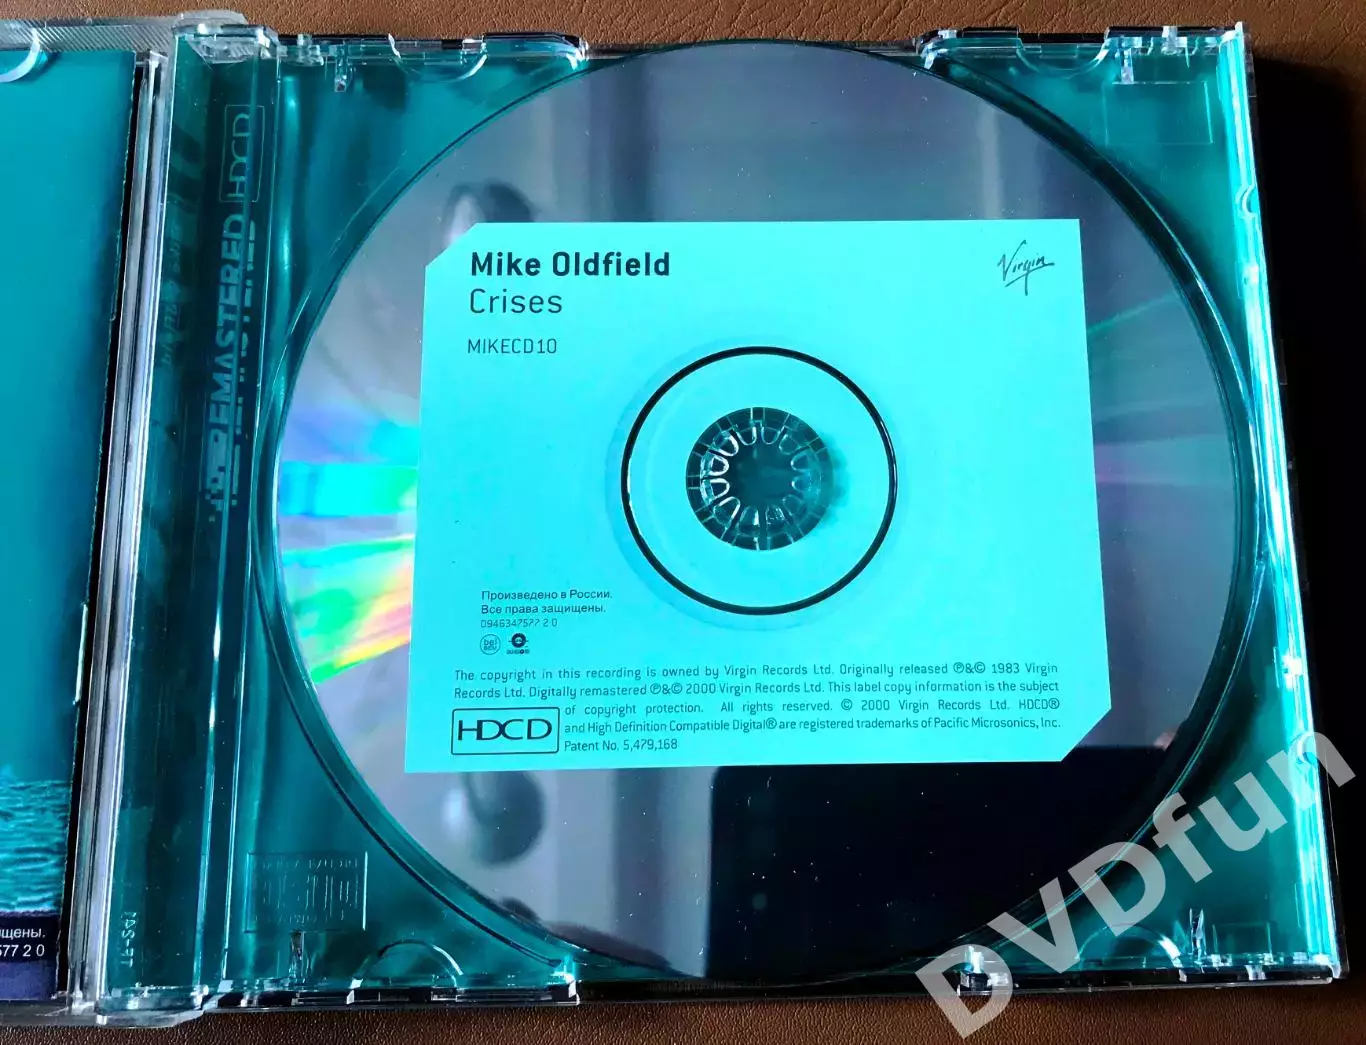 REMASTERED HDCD
Mike Oldfield
Crises
MIKECD10
Virgin
Произведено в России.
Все права защищены.
0946347577 2 0
The copyright in this recording is owned by Virgin Records Ltd. Originally released ℗&© 1983 Virgin
Records Ltd. Digitally remastered ℗&© 2000 Virgin Records Ltd. This label copy information is the subject
of copyright protection. All rights reserved. © 2000 Virgin Records Ltd. HDCD®
and High Definition Compatible Digital® are registered trademarks of Pacific Microsonics, Inc.
Patent No. 5,479,168
HDCD
577 2 0
DVDfun